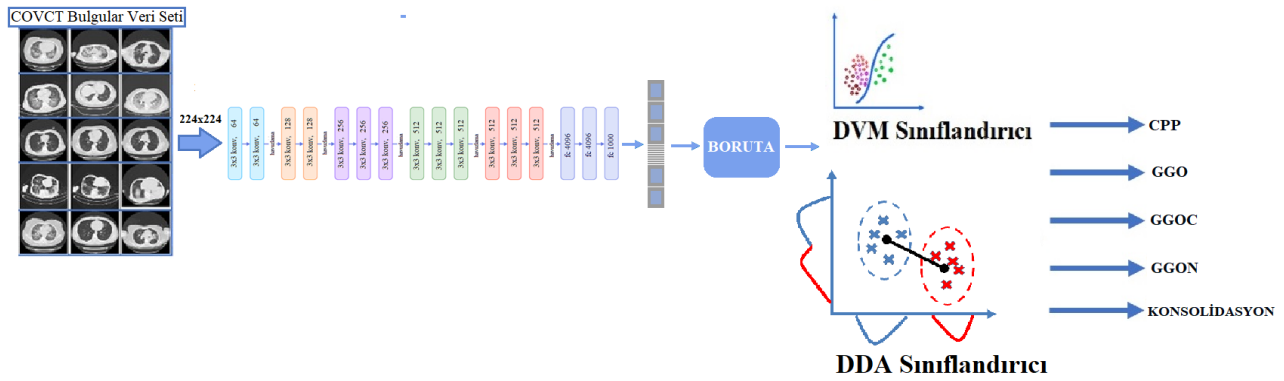 COVCT Bulgular Veri Seti
224x224
3x3 konv, 64
3x3 konv, 64
havuzlama
3x3 konv, 128
3x3 konv, 128
havuzlama
3x3 konv, 256
3x3 konv, 256
3x3 konv, 256
havuzlama
3x3 konv, 512
3x3 konv, 512
3x3 konv, 512
havuzlama
3x3 konv, 512
3x3 konv, 512
3x3 konv, 512
havuzlama
fc 4096
fc 4096
fc 1000
BORUTA
DVM Sınıflandırıcı
DDA Sınıflandırıcı
CPP
GGO
GGOC
GGON
KONSOLİDASYON